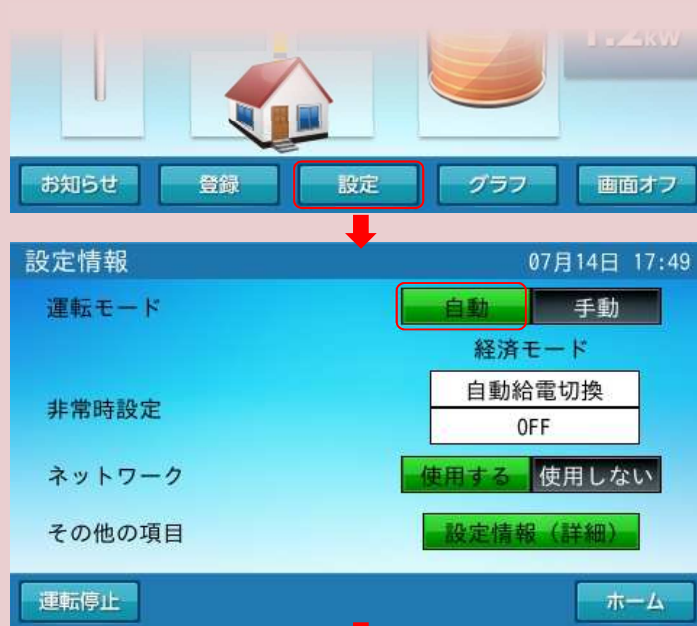 お知らせ 登録 設定 グラフ 画面オフ
設定情報 07月14日 17:49
運転モード 自動 手動
経済モード
非常時設定 自動給電切換
OFF
ネットワーク 使用する 使用しない
その他の項目 設定情報（詳細）
運転停止 ホーム